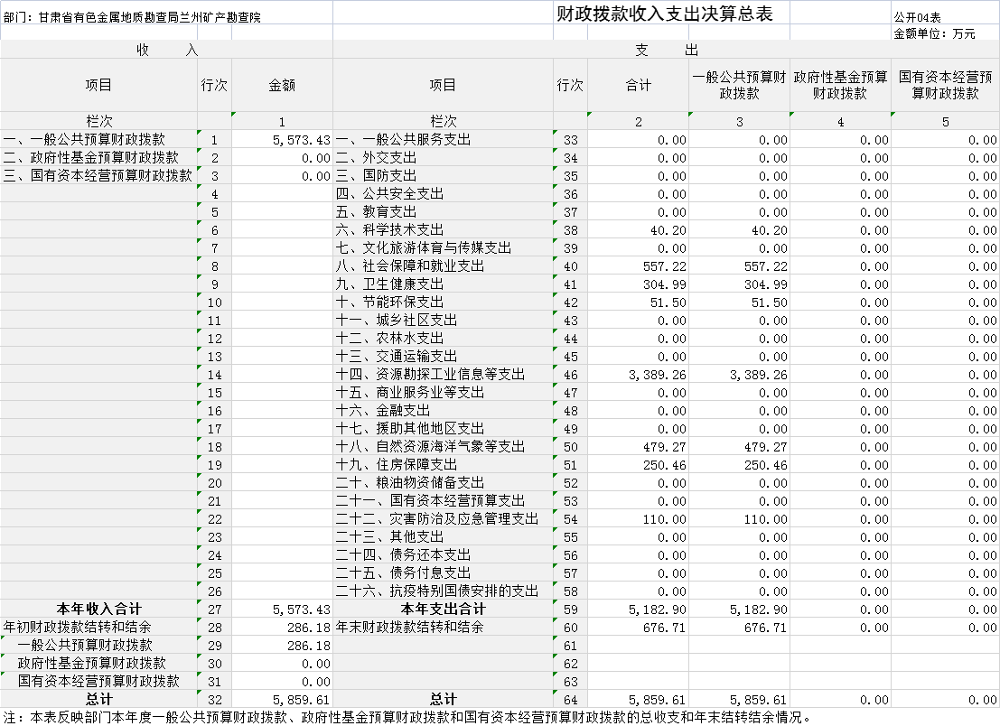 财政拨款收入支出决算总表
部门：甘肃省有色金属地质勘查局兰州矿产勘查院 公开04表
金额单位：万元
收 入 支 出
项目 行次 金额 项目 行次 合计 一般公共预算财政拨款 政府性基金预算财政拨款 国有资本经营预算财政拨款
栏次 1 栏次 2 3 4 5
一、一般公共预算财政拨款 1 5,573.43 一、一般公共服务支出 33 0.00 0.00 0.00 0.00
二、政府性基金预算财政拨款 2 0.00 二、外交支出 34 0.00 0.00 0.00 0.00
三、国有资本经营预算财政拨款 3 0.00 三、国防支出 35 0.00 0.00 0.00 0.00
4 四、公共安全支出 36 0.00 0.00 0.00 0.00
5 五、教育支出 37 0.00 0.00 0.00 0.00
6 六、科学技术支出 38 40.20 40.20 0.00 0.00
7 七、文化旅游体育与传媒支出 39 0.00 0.00 0.00 0.00
8 八、社会保障和就业支出 40 557.22 557.22 0.00 0.00
9 九、卫生健康支出 41 304.99 304.99 0.00 0.00
10 十、节能环保支出 42 51.50 51.50 0.00 0.00
11 十一、城乡社区支出 43 0.00 0.00 0.00 0.00
12 十二、农林水支出 44 0.00 0.00 0.00 0.00
13 十三、交通运输支出 45 0.00 0.00 0.00 0.00
14 十四、资源勘探工业信息等支出 46 3,389.26 3,389.26 0.00 0.00
15 十五、商业服务业等支出 47 0.00 0.00 0.00 0.00
16 十六、金融支出 48 0.00 0.00 0.00 0.00
17 十七、援助其他地区支出 49 0.00 0.00 0.00 0.00
18 十八、自然资源海洋气象等支出 50 479.27 479.27 0.00 0.00
19 十九、住房保障支出 51 250.46 250.46 0.00 0.00
20 二十、粮油物资储备支出 52 0.00 0.00 0.00 0.00
21 二十一、国有资本经营预算支出 53 0.00 0.00 0.00 0.00
22 二十二、灾害防治及应急管理支出 54 110.00 110.00 0.00 0.00
23 二十三、其他支出 55 0.00 0.00 0.00 0.00
24 二十四、债务还本支出 56 0.00 0.00 0.00 0.00
25 二十五、债务付息支出 57 0.00 0.00 0.00 0.00
26 二十六、抗疫特别国债安排的支出 58 0.00 0.00 0.00 0.00
本年收入合计 27 5,573.43 本年支出合计 59 5,182.90 5,182.90 0.00 0.00
年初财政拨款结转和结余 28 286.18 年末财政拨款结转和结余 60 676.71 676.71 0.00 0.00
一般公共预算财政拨款 29 286.18 61
政府性基金预算财政拨款 30 0.00 62
国有资本经营预算财政拨款 31 0.00 63
总计 32 5,859.61 总计 64 5,859.61 5,859.61 0.00 0.00
注：本表反映部门本年度一般公共预算财政拨款、政府性基金预算财政拨款和国有资本经营预算财政拨款的总收支和年末结转结余情况。